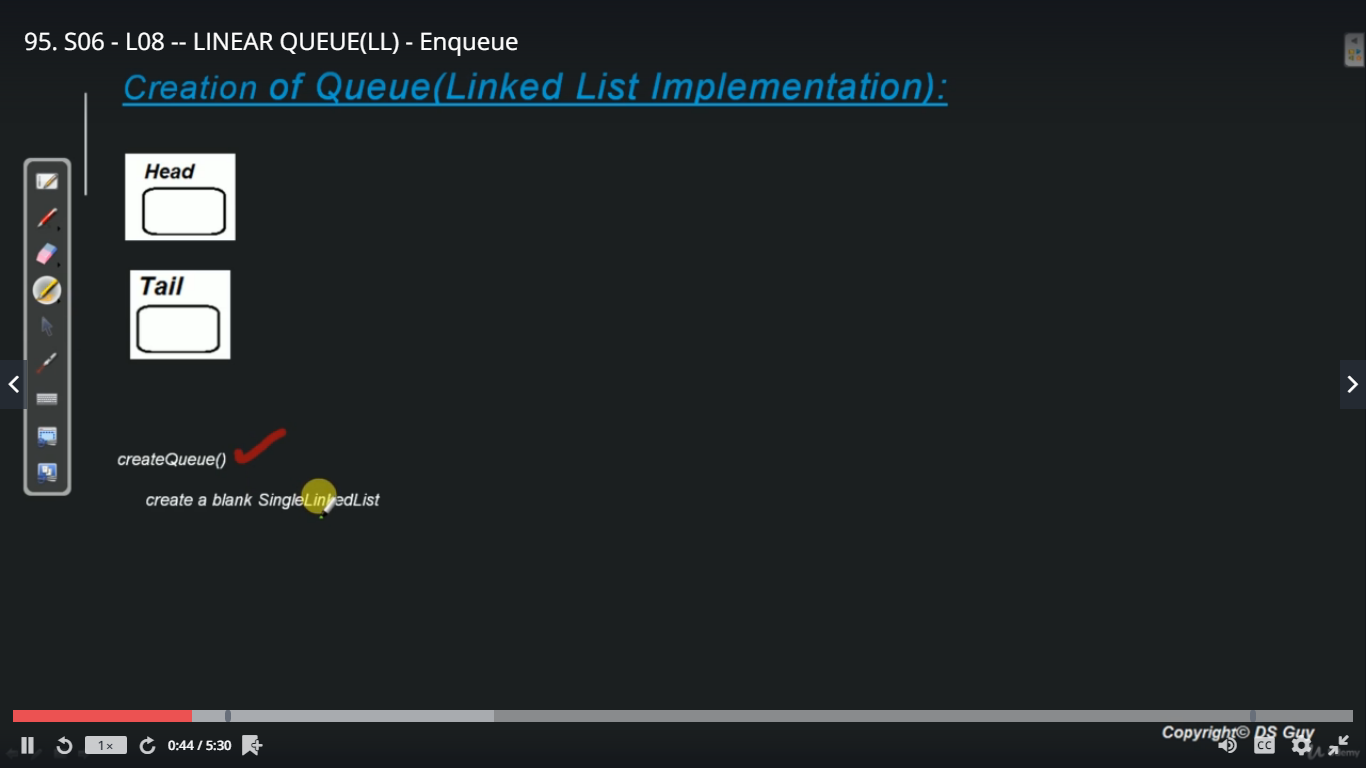 95. S06 - L08 -- LINEAR QUEUE(LL) - Enqueue
Creation of Queue(Linked List Implementation):
Head
Tail
createQueue()
create a blank SingleLinkedList
Copyright© DS Guy
1x
0:44 / 5:30
CC